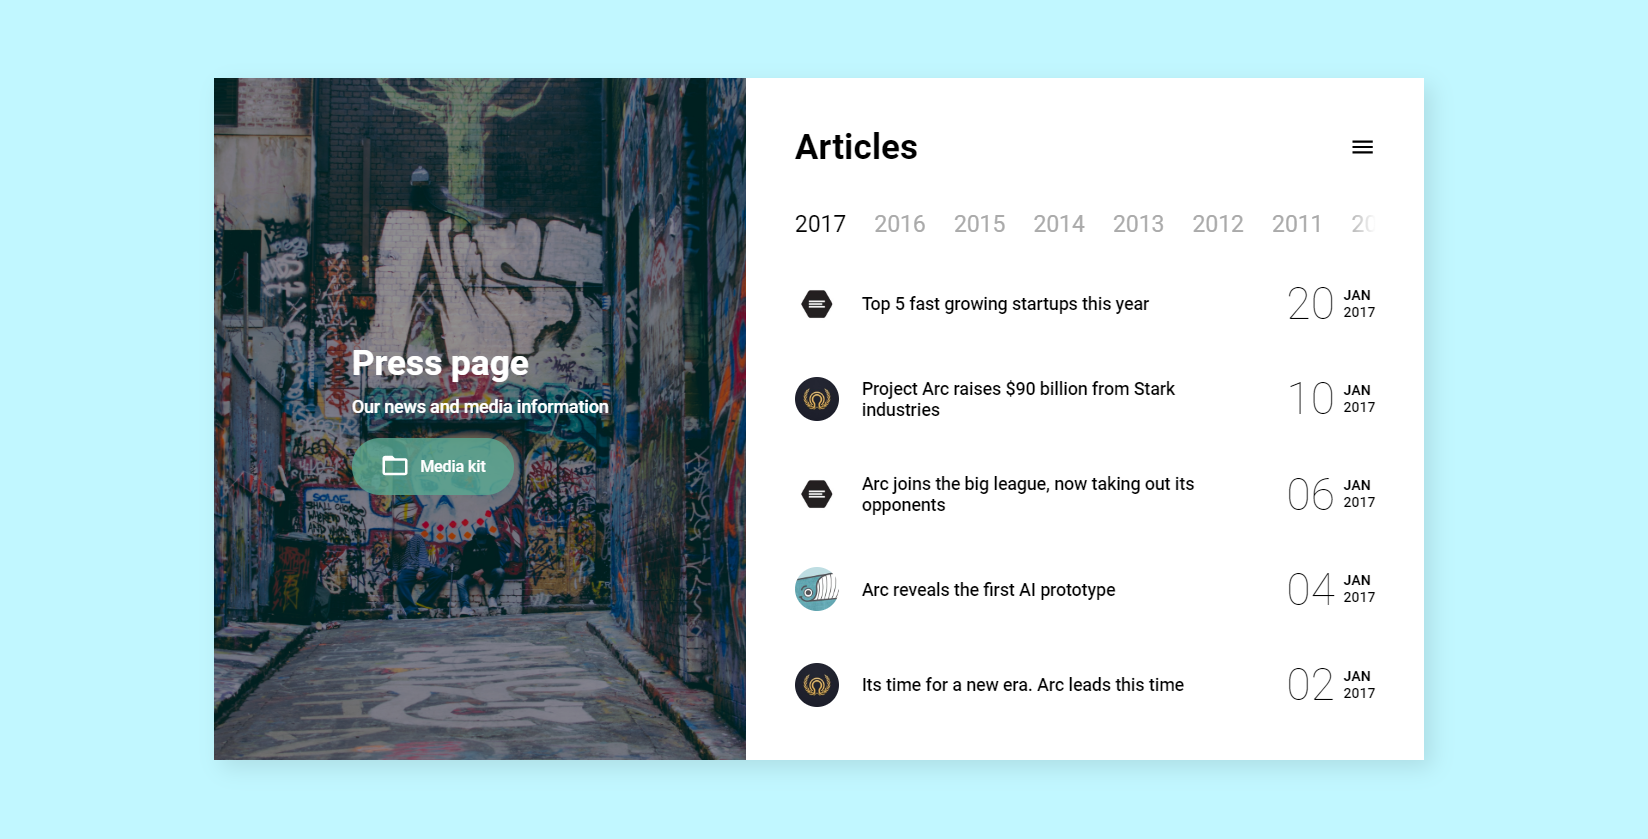 Press page
Our news and media information
Media kit
SHALL
AND
Articles
2017 2016 2015 2014 2013 2012 2011
Top 5 fast growing startups this year
20 JAN
2017
Project Arc raises $90 billion from Stark
industries
10 JAN
2017
Arc joins the big league, now taking out its
opponents
06 JAN
2017
Arc reveals the first AI prototype
04 JAN
2017
Its time for a new era. Arc leads this time
02 JAN
2017